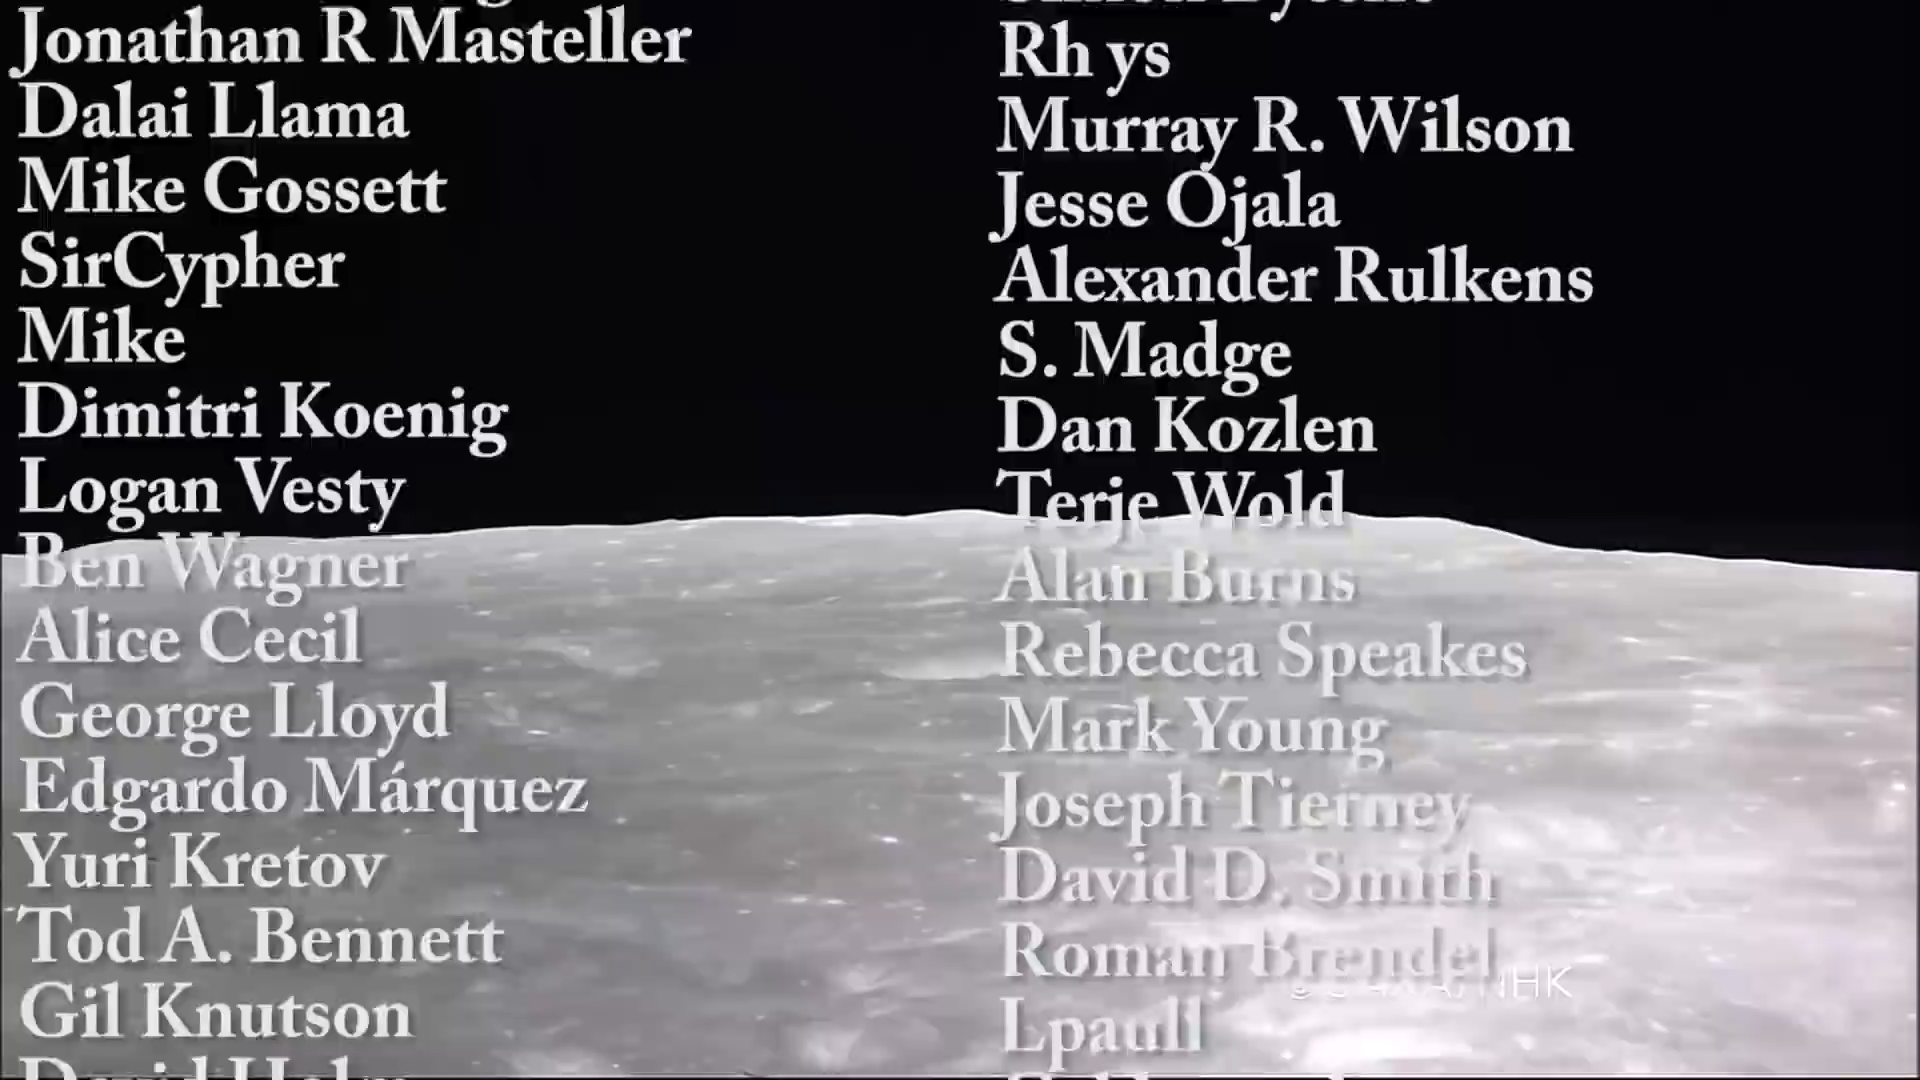 Jonathan R Masteller
Dalai Llama
Mike Gossett
SirCypher
Mike
Dimitri Koenig
Logan Vesty
Ben Wagner
Alice Cecil
George Lloyd
Edgardo Márquez
Yuri Kretov
Tod A. Bennett
Gil Knutson
Rh ys
Murray R. Wilson
Jesse Ojala
Alexander Rulkens
S. Madge
Dan Kozlen
Terje Wold
Alan Burns
Rebecca Speakes
Mark Young
Joseph Tierney
David D. Smith
Roman Brendel
Lpaull